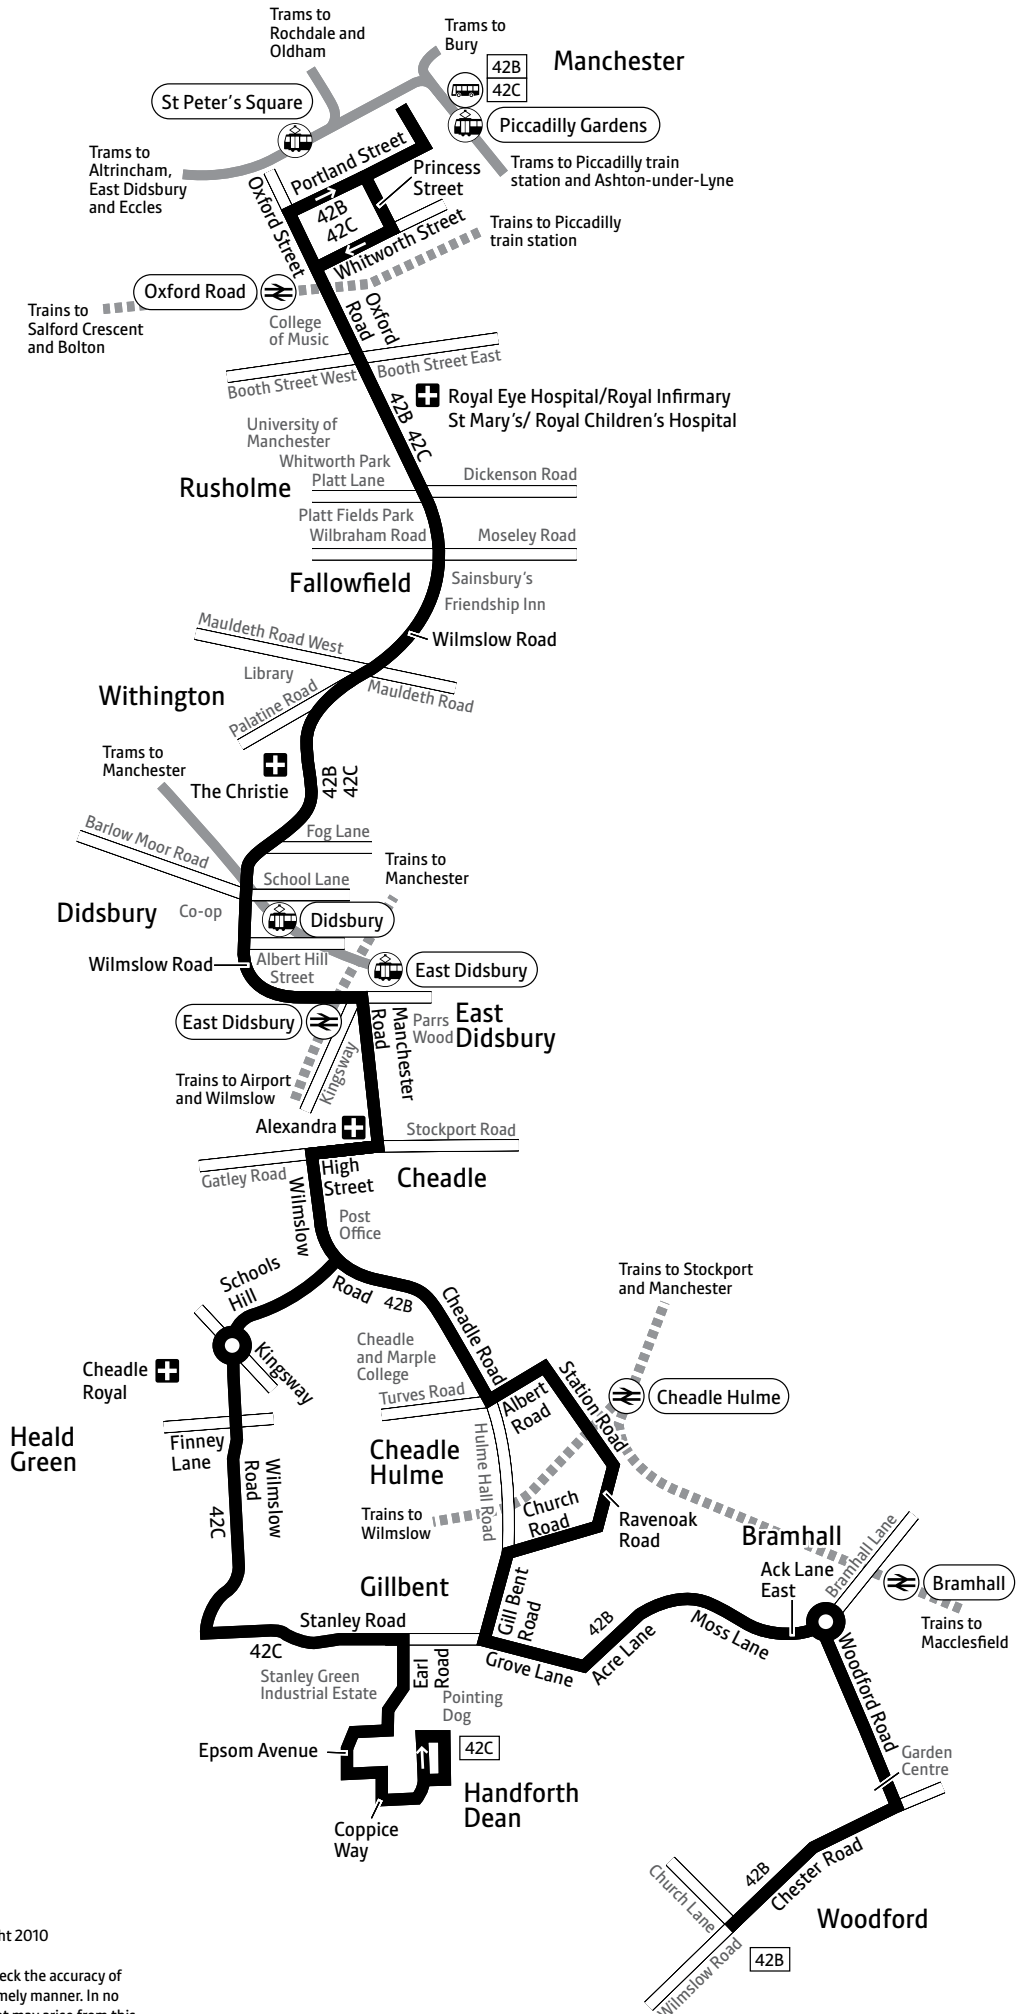 Trams to
Rochdale and
Oldham
Trams to
Bury
42B
42C
Manchester
St Peter's Square
Piccadilly Gardens
Trams to
Altrincham,
East Didsbury
and Eccles
Portland Street
Princess
Street
Trams to Piccadilly train
station and Ashton-under-Lyne
Oxford Street
42B
42C
Whitworth Street
Trains to Piccadilly
train station
Oxford Road
Trains to
Salford Crescent
and Bolton
College
of Music
Oxford
Road
Booth Street West
Booth Street East
42B 42C
Royal Eye Hospital/Royal Infirmary
St Mary's/ Royal Children's Hospital
University of
Manchester
Whitworth Park
Rusholme
Platt Lane
Dickenson Road
Platt Fields Park
Wilbraham Road
Moseley Road
Fallowfield
Sainsbury's
Friendship Inn
Wilmslow Road
Mauldeth Road West
Library
Mauldeth Road
Withington
Palatine Road
Trams to
Manchester
The Christie
42B
42C
Barlow Moor Road
Fog Lane
Trains to
Manchester
School Lane
Didsbury
Co-op
Didsbury
Wilmslow Road
Albert Hill
Street
East Didsbury
East Didsbury
Manchester
Road
Parrs
Wood
East
Didsbury
Kingsway
Trains to Airport
and Wilmslow
Alexandra
Stockport Road
Gatley Road
High
Street
Cheadle
Wilmslow
Post
Office
Road
42B
Schools
Hill
Cheadle Road
Trains to Stockport
and Manchester
Kingsway
Cheadle
and Marple
College
Cheadle
Royal
Turves Road
Albert
Road
Station Road
Cheadle Hulme
Heald
Green
Finney
Lane
Wilmslow
Road
42C
Cheadle
Hulme
Hulme Hall Road
Trains to
Wilmslow
Church
Road
Ravenoak
Road
Bramhall
Ack Lane
East
Bramhall Lane
Bramhall
Trains to
Macclesfield
Gillbent
Gill Bent
Road
Stanley Road
42C
42B
Moss Lane
Acre Lane
Grove Lane
Woodford Road
Stanley Green
Industrial Estate
Earl
Road
Pointing
Dog
Epsom Avenue
42C
Garden
Centre
Handforth
Dean
Coppice
Way
42B
Chester Road
Church Lane
Woodford
Wilmslow Road
42B
ht 2010
eck the accuracy of
mely manner. In no